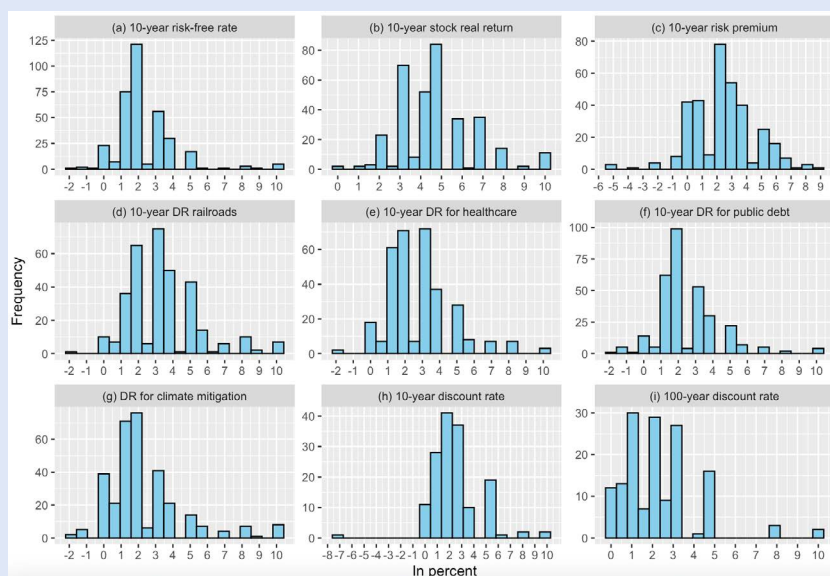 (a) 10-year risk-free rate
(b) 10-year stock real return
(c) 10-year risk premium
125
100
75
50
25
0
-2 -1 0 1 2 3 4 5 6 7 8 9 10
80
60
40
20
0
0 1 2 3 4 5 6 7 8 9 10
80
60
40
20
0
-6 -5 -4 -3 -2 -1 0 1 2 3 4 5 6 7 8 9
(d) 10-year DR railroads
(e) 10-year DR for healthcare
(f) 10-year DR for public debt
Frequency
60
40
20
0
-2 -1 0 1 2 3 4 5 6 7 8 9 10
60
40
20
0
-2 -1 0 1 2 3 4 5 6 7 8 9 10
100
75
50
25
0
-2 -1 0 1 2 3 4 5 6 7 8 9 10
(g) DR for climate mitigation
(h) 10-year discount rate
(i) 100-year discount rate
60
40
20
0
-2 -1 0 1 2 3 4 5 6 7 8 9 10
40
30
20
10
0
-8 -7 -6 -5 -4 -3 -2 -1 0 1 2 3 4 5 6 7 8 9 10
30
20
10
0
0 1 2 3 4 5 6 7 8 9 10
In percent